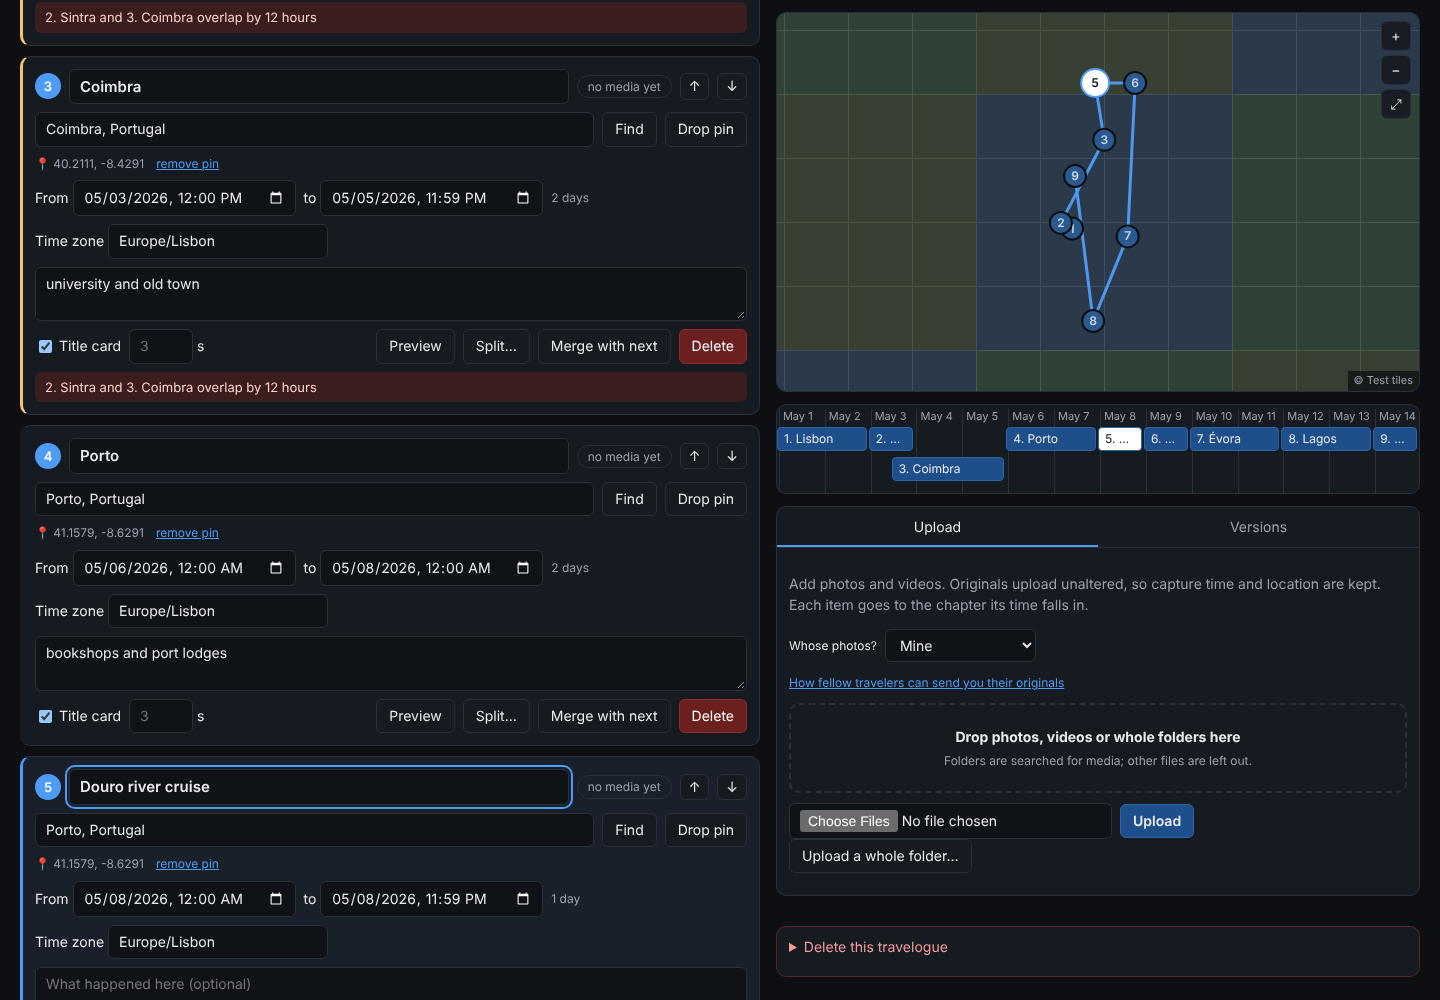 2. Sintra and 3. Coimbra overlap by 12 hours
3 Coimbra no media yet ↑ ↓
Coimbra, Portugal Find Drop pin
40.2111, -8.4291 remove pin
From 05/03/2026, 12:00 PM to 05/05/2026, 11:59 PM 2 days
Time zone Europe/Lisbon
university and old town
Title card 3 s Preview Split... Merge with next Delete
2. Sintra and 3. Coimbra overlap by 12 hours
4 Porto no media yet ↑ ↓
Porto, Portugal Find Drop pin
41.1579, -8.6291 remove pin
From 05/06/2026, 12:00 AM to 05/08/2026, 12:00 AM 2 days
Time zone Europe/Lisbon
bookshops and port lodges
Title card 3 s Preview Split... Merge with next Delete
5 Douro river cruise no media yet ↑ ↓
Porto, Portugal Find Drop pin
41.1579, -8.6291 remove pin
From 05/08/2026, 12:00 AM to 05/08/2026, 11:59 PM 1 day
Time zone Europe/Lisbon
What happened here (optional)
+
−
5 6
3
9
2
7
8
© Test tiles
May 1 May 2 May 3 May 4 May 5 May 6 May 7 May 8 May 9 May 10 May 11 May 12 May 13 May 14
1. Lisbon 2. ... 4. Porto 5. ... 6. ... 7. Évora 8. Lagos 9. ...
3. Coimbra
Upload Versions
Add photos and videos. Originals upload unaltered, so capture time and location are kept.
Each item goes to the chapter its time falls in.
Whose photos? Mine
How fellow travelers can send you their originals
Drop photos, videos or whole folders here
Folders are searched for media; other files are left out.
Choose Files No file chosen Upload
Upload a whole folder...
Delete this travelogue